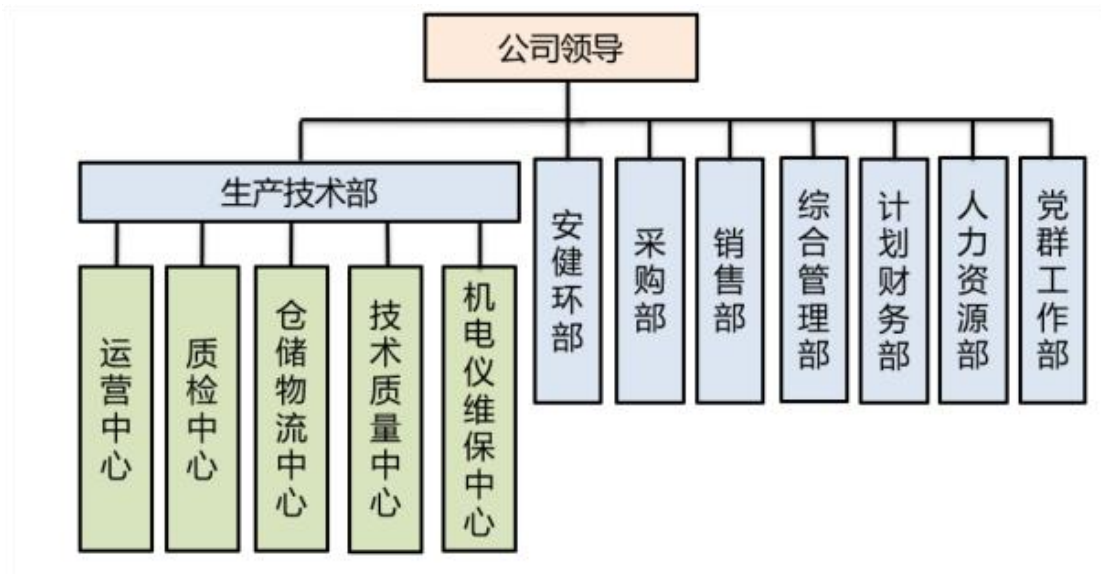 公司领导
生产技术部
安健环部
采购部
销售部
综合管理部
计划财务部
人力资源部
党群工作部
运营中心
质检中心
仓储物流中心
技术质量中心
机电仪维保中心